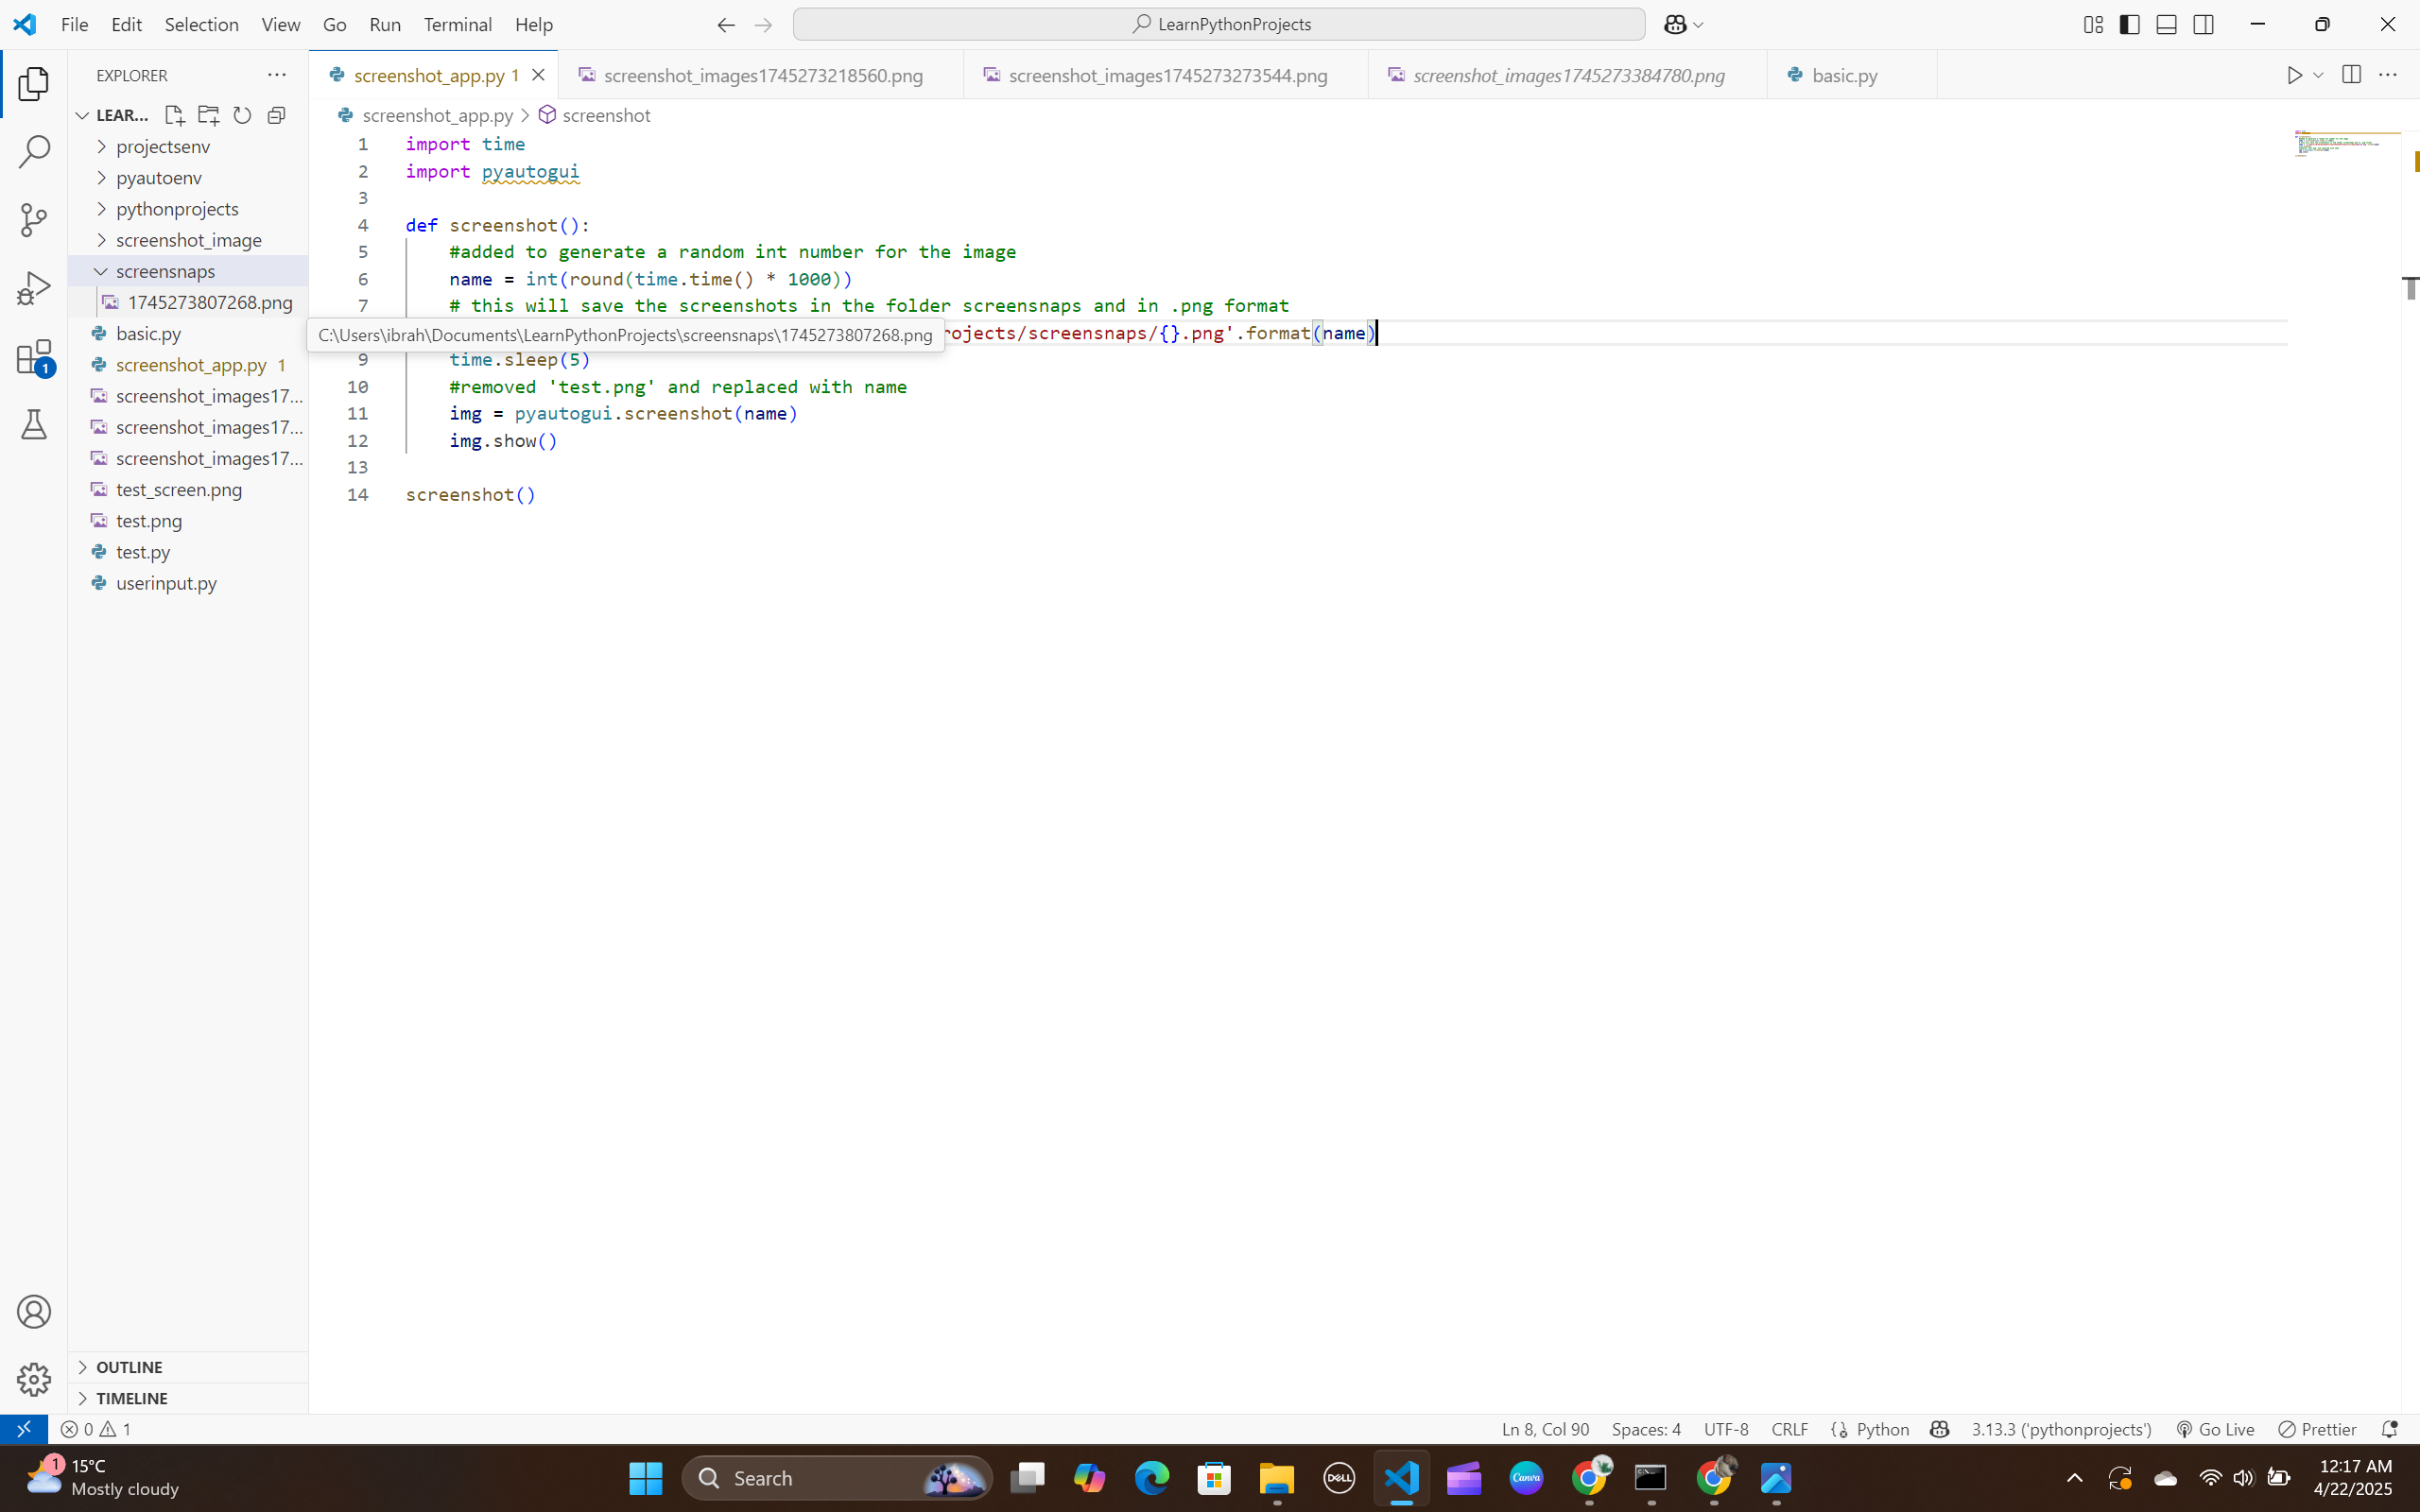 File Edit Selection View Go Run Terminal Help
LearnPythonProjects
EXPLORER
LEAR...
projectsenv
pyautoenv
pythonprojects
screenshot_image
screensnaps
1745273807268.png
basic.py
screenshot_app.py 1
screenshot_images17...
screenshot_images17...
screenshot_images17...
test_screen.png
test.png
test.py
userinput.py
OUTLINE
TIMELINE
1
screenshot_app.py 1
screenshot_images1745273218560.png
screenshot_images1745273273544.png
screenshot_images1745273384780.png
basic.py
screenshot_app.py > screenshot
1 import time
2 import pyautogui
3
4 def screenshot():
5 #added to generate a random int number for the image
6 name = int(round(time.time() * 1000))
7 # this will save the screenshots in the folder screensnaps and in .png format
C:\Users\ibrah\Documents\LearnPythonProjects\screensnaps\1745273807268.png
rojects/screensnaps/{}.png'.format(name)
9 time.sleep(5)
10 #removed 'test.png' and replaced with name
11 img = pyautogui.screenshot(name)
12 img.show()
13
14 screenshot()
0 1
Ln 8, Col 90 Spaces: 4 UTF-8 CRLF {} Python 3.13.3 ('pythonprojects') Go Live Prettier
1
15°C
Mostly cloudy
Search
DELL
Canva
12:17 AM
4/22/2025